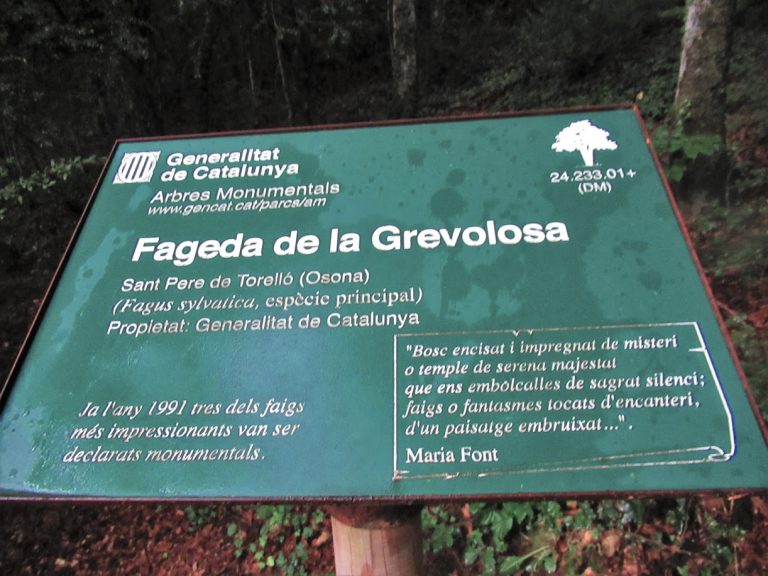 Generalitat
de Catalunya
Arbres Monumentals
www.gencat.cat/parcs/am
24.233.01+
(DM)
Fageda de la Grevolosa
Sant Pere de Torelló (Osona)
(Fagus sylvatica, espècie principal)
Propietat: Generalitat de Catalunya
Ja l'any 1991 tres dels faigs
més impressionants van ser
declarats monumentals.
"Bosc encisat i impregnat de misteri
o temple de serena majestat
que ens embolcalles de sagrat silenci;
faigs o fantasmes tocats d'encanteri,
d'un paisatge embruixat...".
Maria Font